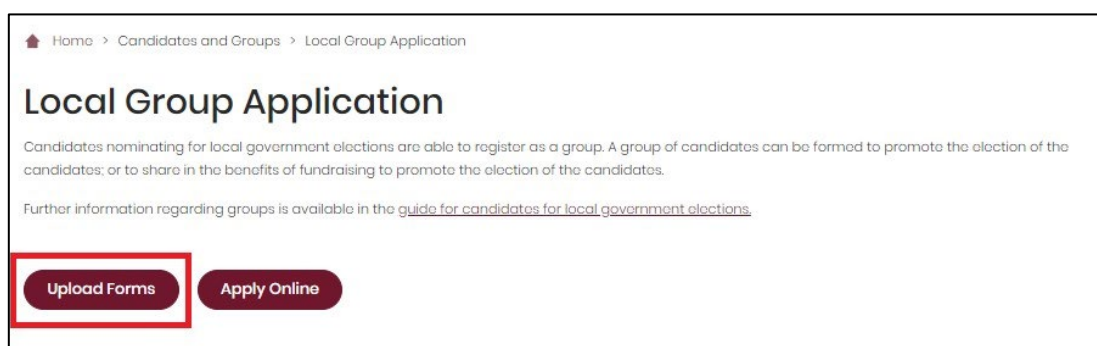 Home > Candidates and Groups > Local Group Application
Local Group Application
Candidates nominating for local government elections are able to register as a group. A group of candidates can be formed to promote the election of the
candidates; or to share in the benefits of fundraising to promote the election of the candidates.
Further information regarding groups is available in the guide for candidates for local government elections.
Upload Forms Apply Online